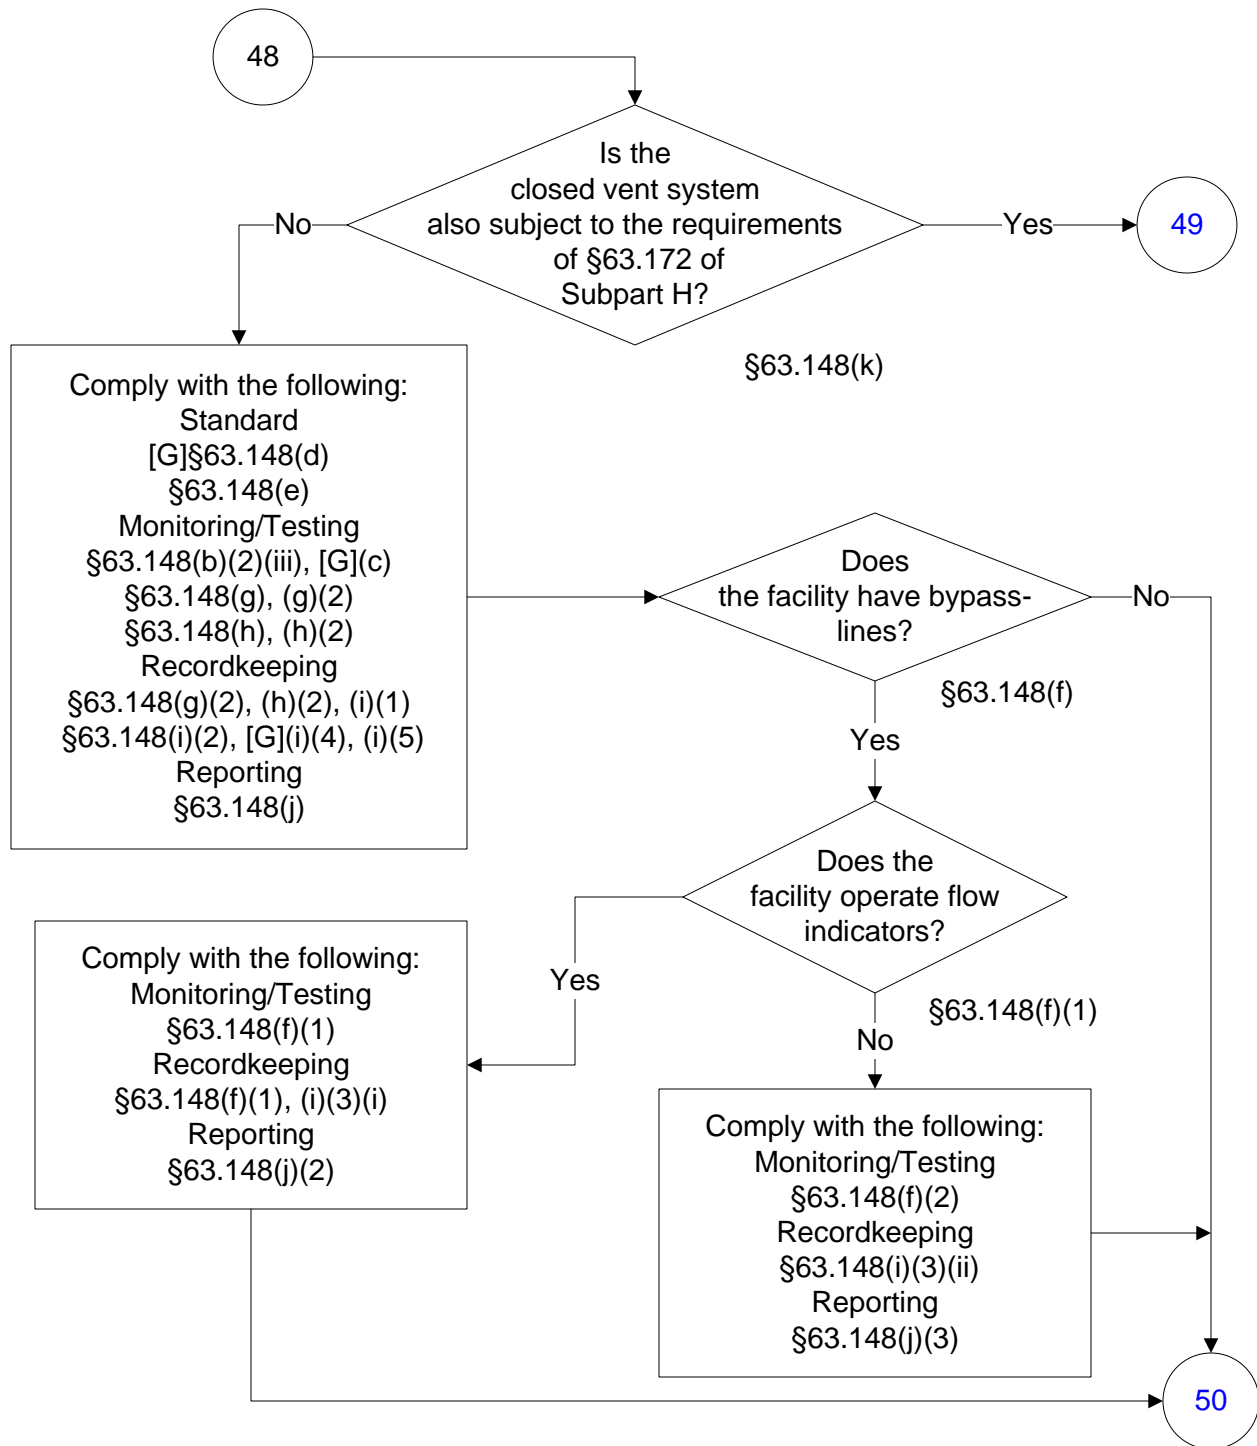 48
Is the
closed vent system
also subject to the requirements
of §63.172 of
Subpart H?
No
Yes
49
§63.148(k)
Comply with the following:
Standard
[G]§63.148(d)
§63.148(e)
Monitoring/Testing
§63.148(b)(2)(iii), [G](c)
§63.148(g), (g)(2)
§63.148(h), (h)(2)
Recordkeeping
§63.148(g)(2), (h)(2), (i)(1)
§63.148(i)(2), [G](i)(4), (i)(5)
Reporting
§63.148(j)
Does
the facility have bypass-
lines?
No
§63.148(f)
Yes
Does the
facility operate flow
indicators?
Yes
§63.148(f)(1)
No
Comply with the following:
Monitoring/Testing
§63.148(f)(1)
Recordkeeping
§63.148(f)(1), (i)(3)(i)
Reporting
§63.148(j)(2)
Comply with the following:
Monitoring/Testing
§63.148(f)(2)
Recordkeeping
§63.148(i)(3)(ii)
Reporting
§63.148(j)(3)
50